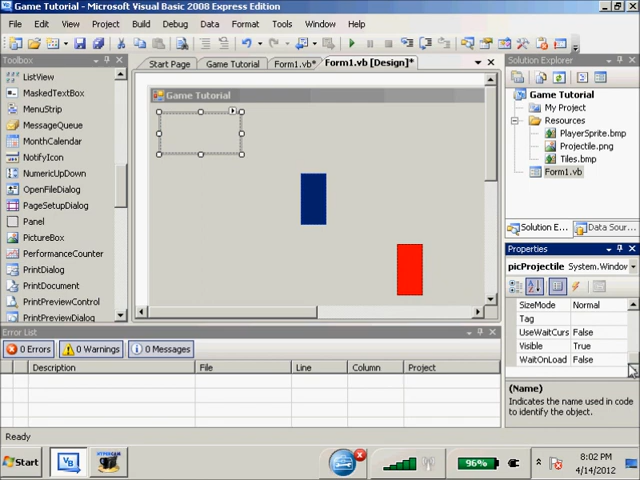 Game Tutorial - Microsoft Visual Basic 2008 Express Edition
File Edit View Project Build Debug Data Format Tools Window Help
Toolbox
ListView
MaskedTextBox
MenuStrip
MessageQueue
MonthCalendar
NotifyIcon
NumericUpDown
OpenFileDialog
PageSetupDialog
Panel
PictureBox
PerformanceCounter
PrintDialog
PrintDocument
PrintPreviewControl
PrintPreviewDialog
Start Page Game Tutorial Form1.vb* Form1.vb [Design]*
Game Tutorial
Solution Explorer
Game Tutorial
My Project
Resources
PlayerSprite.bmp
Projectile.png
Tiles.bmp
Form1.vb
Solution E... Data Sour...
Properties
picProjectile System.Window
SizeMode Normal
Tag
UseWaitCurs False
Visible True
WaitOnLoad False
(Name)
Indicates the name used in code to identify the object.
Error List
0 Errors 0 Warnings 0 Messages
Description File Line Column Project
Ready
Start
96%
8:02 PM
4/14/2012